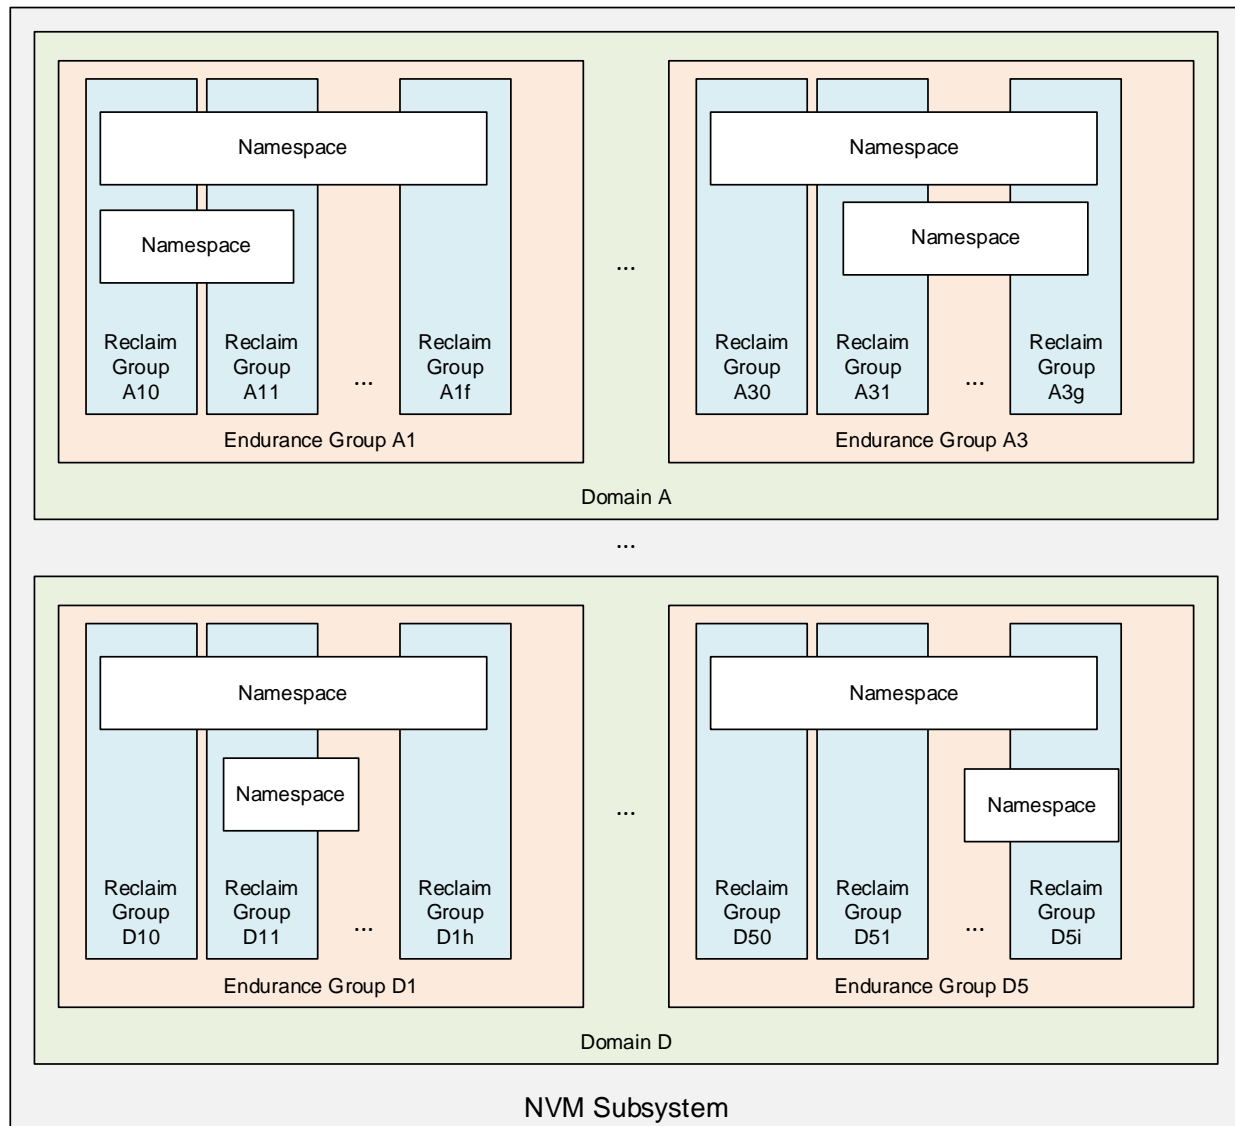 Namespace
Namespace
Reclaim
Group
A10
Reclaim
Group
A11
...
Reclaim
Group
A1f
Endurance Group A1
...
Namespace
Namespace
Reclaim
Group
A30
Reclaim
Group
A31
...
Reclaim
Group
A3g
Endurance Group A3
Domain A
...
Namespace
Namespace
Reclaim
Group
D10
Reclaim
Group
D11
...
Reclaim
Group
D1h
Endurance Group D1
...
Namespace
Namespace
Reclaim
Group
D50
Reclaim
Group
D51
...
Reclaim
Group
D5i
Endurance Group D5
Domain D
NVM Subsystem